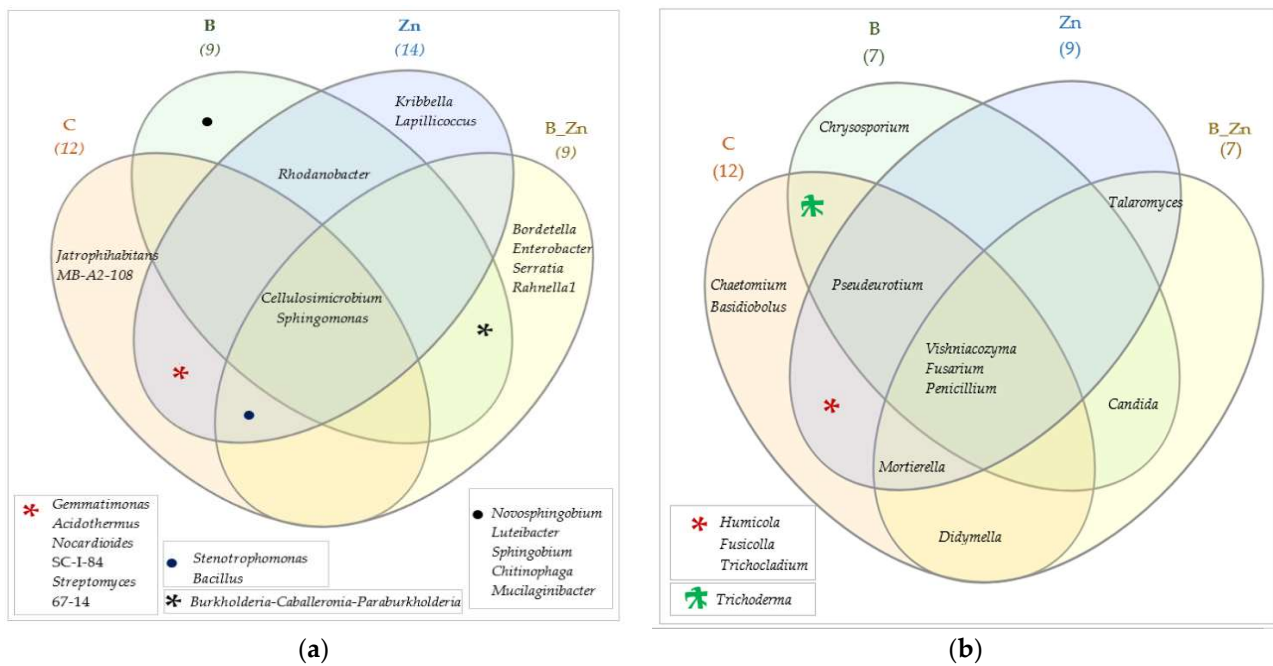 B
(9)
Zn
(14)
C
(12)
B_Zn
(9)
Kribbella
Lapillicoccus
Rhodanobacter
Jatrophihabitans
MB-A2-108
Bordetella
Enterobacter
Serratia
Rahnella1
Cellulosimicrobium
Sphingomonas
*
*
* Gemmatimonas
Acidothermus
Nocardioides
SC-I-84
Streptomyces
67-14
● Stenotrophomonas
Bacillus
* Burkholderia-Caballeronia-Paraburkholderia
● Novosphingobium
Luteibacter
Sphingobium
Chitinophaga
Mucilaginibacter
(a)
B
(7)
Zn
(9)
C
(12)
B_Zn
(7)
Chrysosporium
Talaromyces
Chaetomium
Basidiobolus
Pseudeurotium
Vishniacozyma
Fusarium
Penicillium
*
Candida
Mortierella
Didymella
* Humicola
Fusicolla
Trichocladium
Trichoderma
(b)